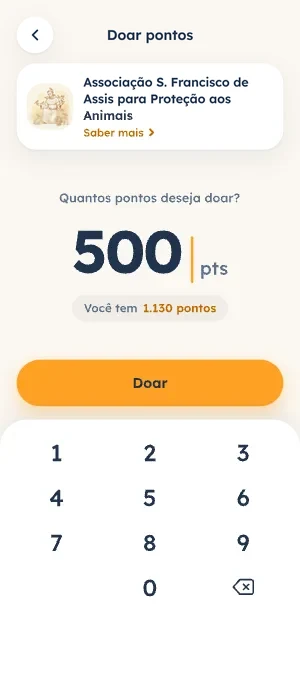 Doar pontos
Associação S. Francisco de
Assis para Proteção aos
Animais
Saber mais
Quantos pontos deseja doar?
500 pts
Você tem 1.130 pontos
Doar
1 2 3
4 5 6
7 8 9
0